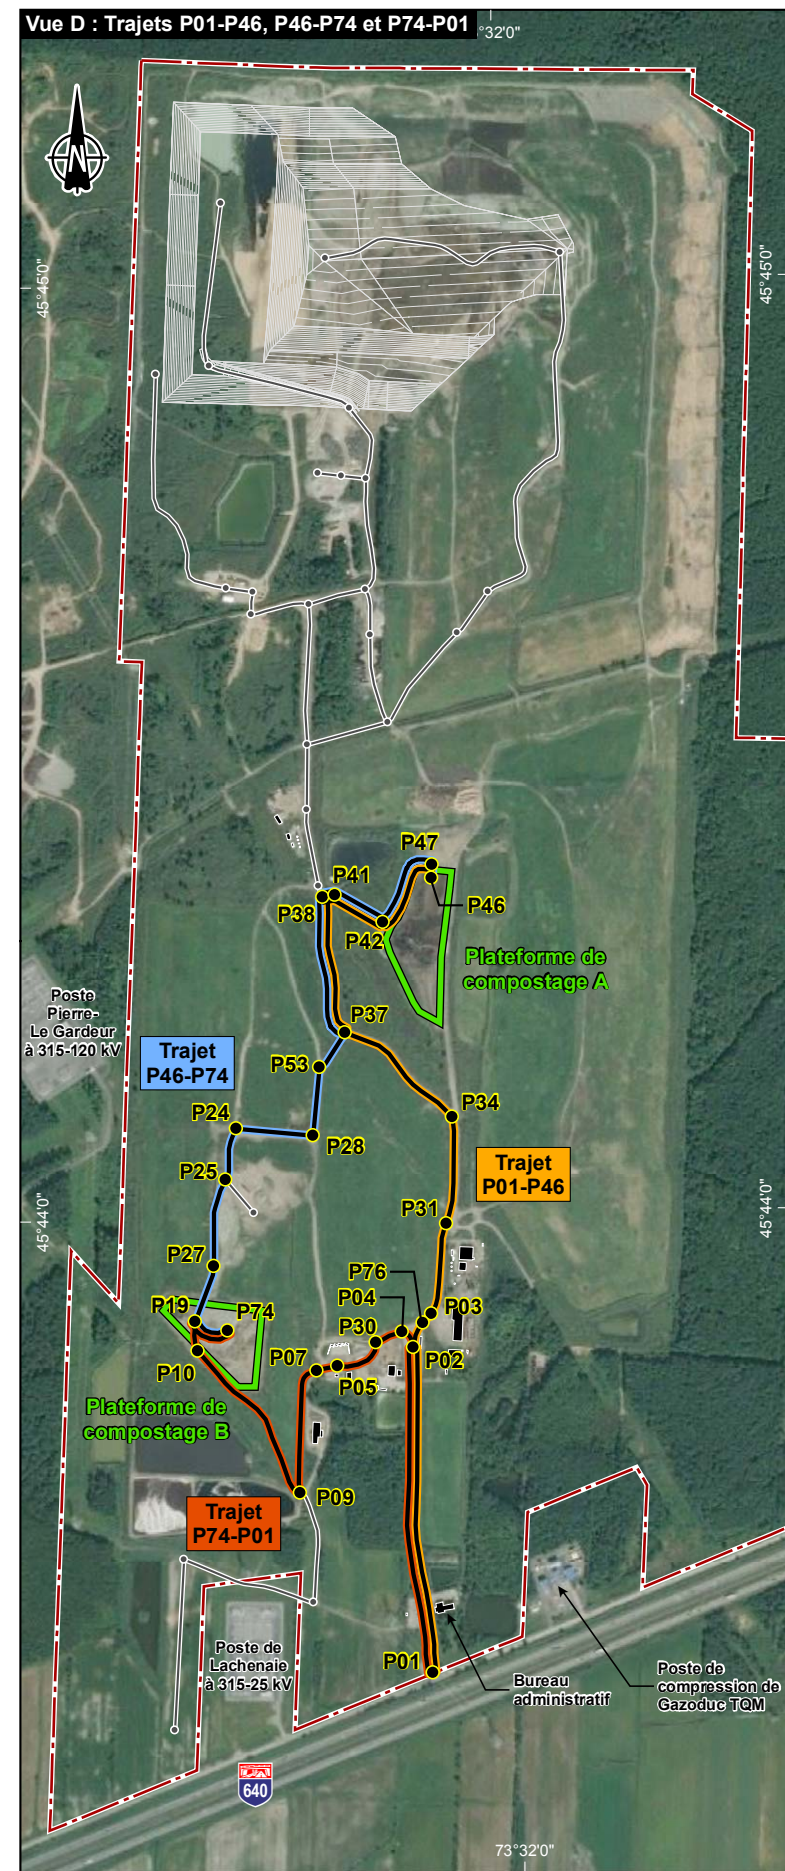 Vue D : Trajets P01-P46, P46-P74 et P74-P01
°32'0"
N
45°45'0"
45°45'0"
P47
P41
P38
P46
P42
Plateforme de
compostage A
Poste
Pierre-
Le Gardeur
à 315-120 kV
P37
Trajet
P46-P74
P53
P34
P24
P28
Trajet
P01-P46
P25
P31
45°44'0"
45°44'0"
P27
P76
P04
P03
P19
P74
P30
P02
P10
P07
P05
Plateforme de
compostage B
P09
Trajet
P74-P01
Poste de
Lachenaie
à 315-25 kV
P01
Bureau
administratif
Poste de
compression de
Gazoduc TQM
640
73°32'0"